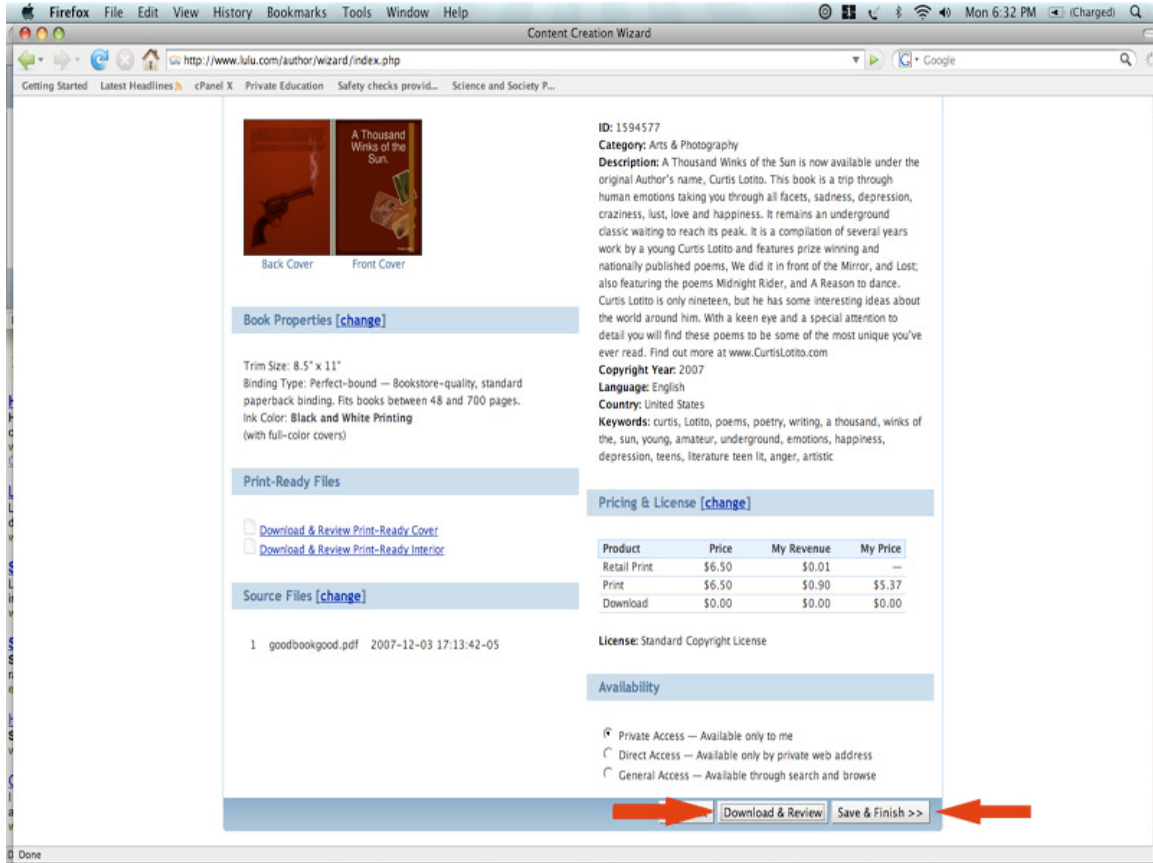 Firefox File Edit View History Bookmarks Tools Window Help
Mon 6:32 PM (Charged)
Content Creation Wizard
http://www.lulu.com/author/wizard/index.php
Google
Getting Started Latest Headlines cPanel X Private Education Safety checks provid... Science and Society P...
A Thousand
Winks of the
Sun.
Back Cover Front Cover
Book Properties [change]
Trim Size: 8.5" x 11"
Binding Type: Perfect-bound — Bookstore-quality, standard
paperback binding. Fits books between 48 and 700 pages.
Ink Color: Black and White Printing
(with full-color covers)
Print-Ready Files
Download & Review Print-Ready Cover
Download & Review Print-Ready Interior
Source Files [change]
1 goodbookgood.pdf 2007-12-03 17:13:42-05
ID: 1594577
Category: Arts & Photography
Description: A Thousand Winks of the Sun is now available under the
original Author's name, Curtis Lotito. This book is a trip through
human emotions taking you through all facets, sadness, depression,
craziness, lust, love and happiness. It remains an underground
classic waiting to reach its peak. It is a compilation of several years
work by a young Curtis Lotito and features prize winning and
nationally published poems, We did it in front of the Mirror, and Lost;
also featuring the poems Midnight Rider, and A Reason to dance.
Curtis Lotito is only nineteen, but he has some interesting ideas about
the world around him. With a keen eye and a special attention to
detail you will find these poems to be some of the most unique you've
ever read. Find out more at www.CurtisLotito.com
Copyright Year: 2007
Language: English
Country: United States
Keywords: curtis, Lotito, poems, poetry, writing, a thousand, winks of
the, sun, young, amateur, underground, emotions, happiness,
depression, teens, literature teen lit, anger, artistic
Pricing & License [change]
Product Price My Revenue My Price
Retail Print $6.50 $0.01 —
Print $6.50 $0.90 $5.37
Download $0.00 $0.00 $0.00
License: Standard Copyright License
Availability
Private Access — Available only to me
Direct Access — Available only by private web address
General Access — Available through search and browse
Download & Review Save & Finish >>
Done